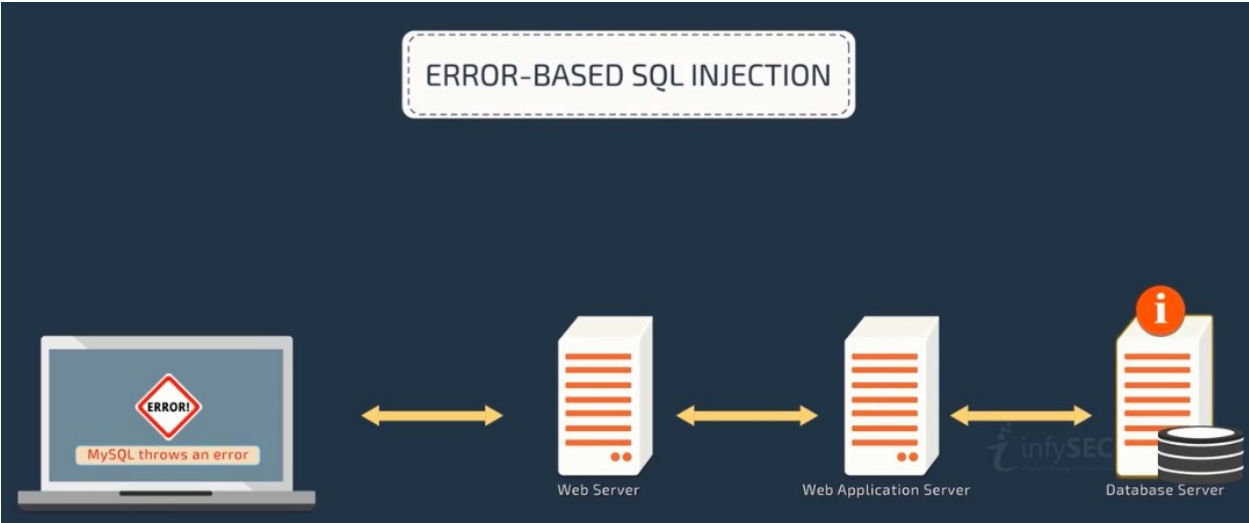 ERROR-BASED SQL INJECTION
ERROR!
MySQL throws an error
i
infySEC
Web Server
Web Application Server
Database Server